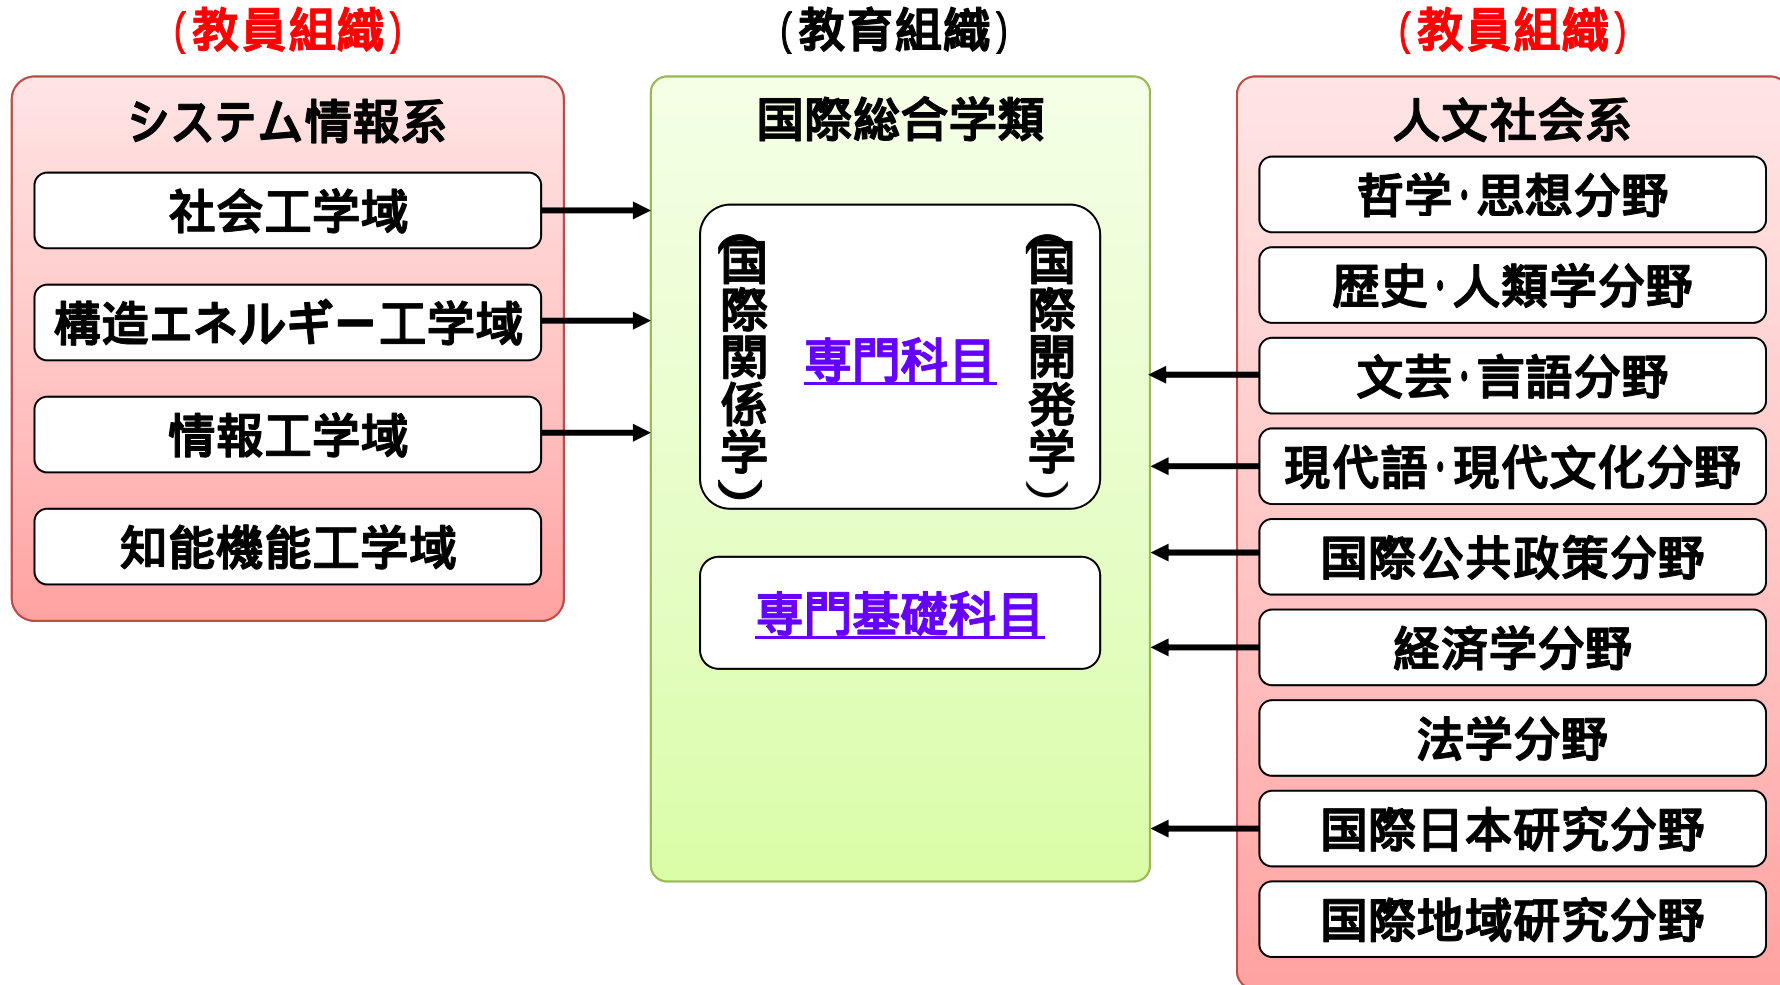 （教員組織）
システム情報系
社会工学域
構造エネルギー工学域
情報工学域
知能機能工学域
（教育組織）
国際総合学類
（国際関係学）
専門科目
（国際開発学）
専門基礎科目
（教員組織）
人文社会系
哲学・思想分野
歴史・人類学分野
文芸・言語分野
現代語・現代文化分野
国際公共政策分野
経済学分野
法学分野
国際日本研究分野
国際地域研究分野